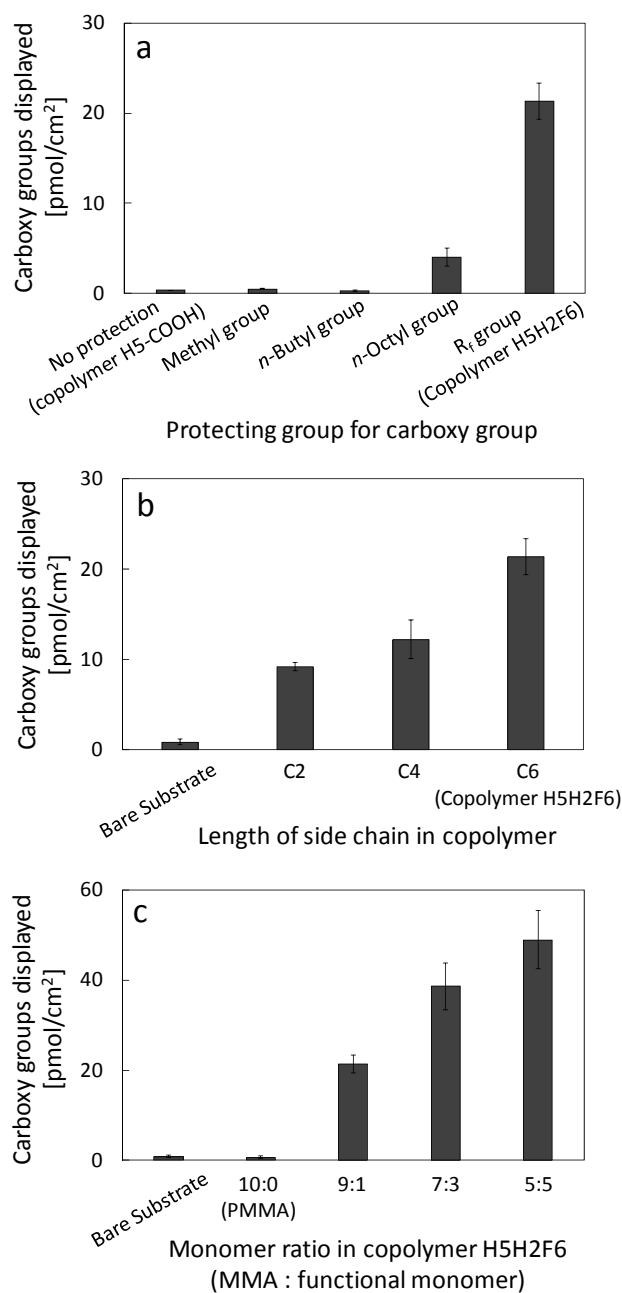 a
Carboxy groups displayed
[pmol/cm²]
30
20
10
0
No protection
(copolymer H5-COOH)
Methyl group
n-Butyl group
n-Octyl group
Rf group
(Copolymer H5H2F6)
Protecting group for carboxy group
b
Carboxy groups displayed
[pmol/cm²]
30
20
10
0
Bare Substrate
C2
C4
C6
(Copolymer H5H2F6)
Length of side chain in copolymer
c
Carboxy groups displayed
[pmol/cm²]
60
40
20
0
Bare Substrate
10:0
(PMMA)
9:1
7:3
5:5
Monomer ratio in copolymer H5H2F6
(MMA : functional monomer)